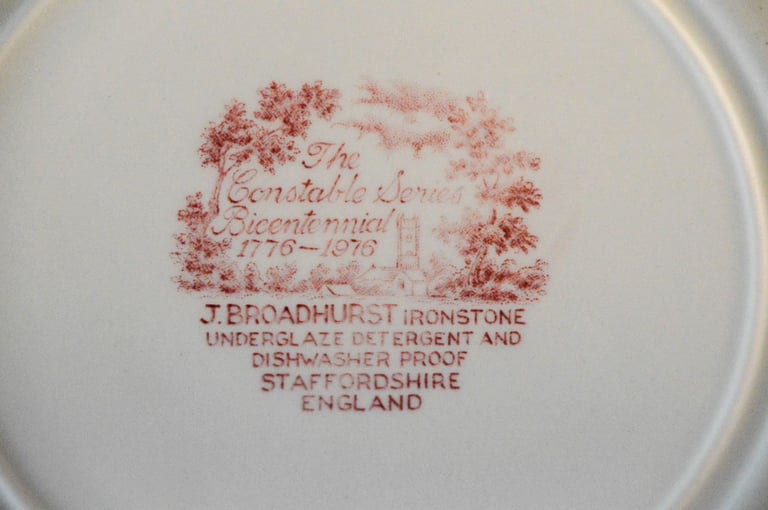 The
Constable Series
Bicentennial
1776-1976
J. BROADHURST IRONSTONE
UNDERGLAZE DETERGENT AND
DISHWASHER PROOF
STAFFORDSHIRE
ENGLAND